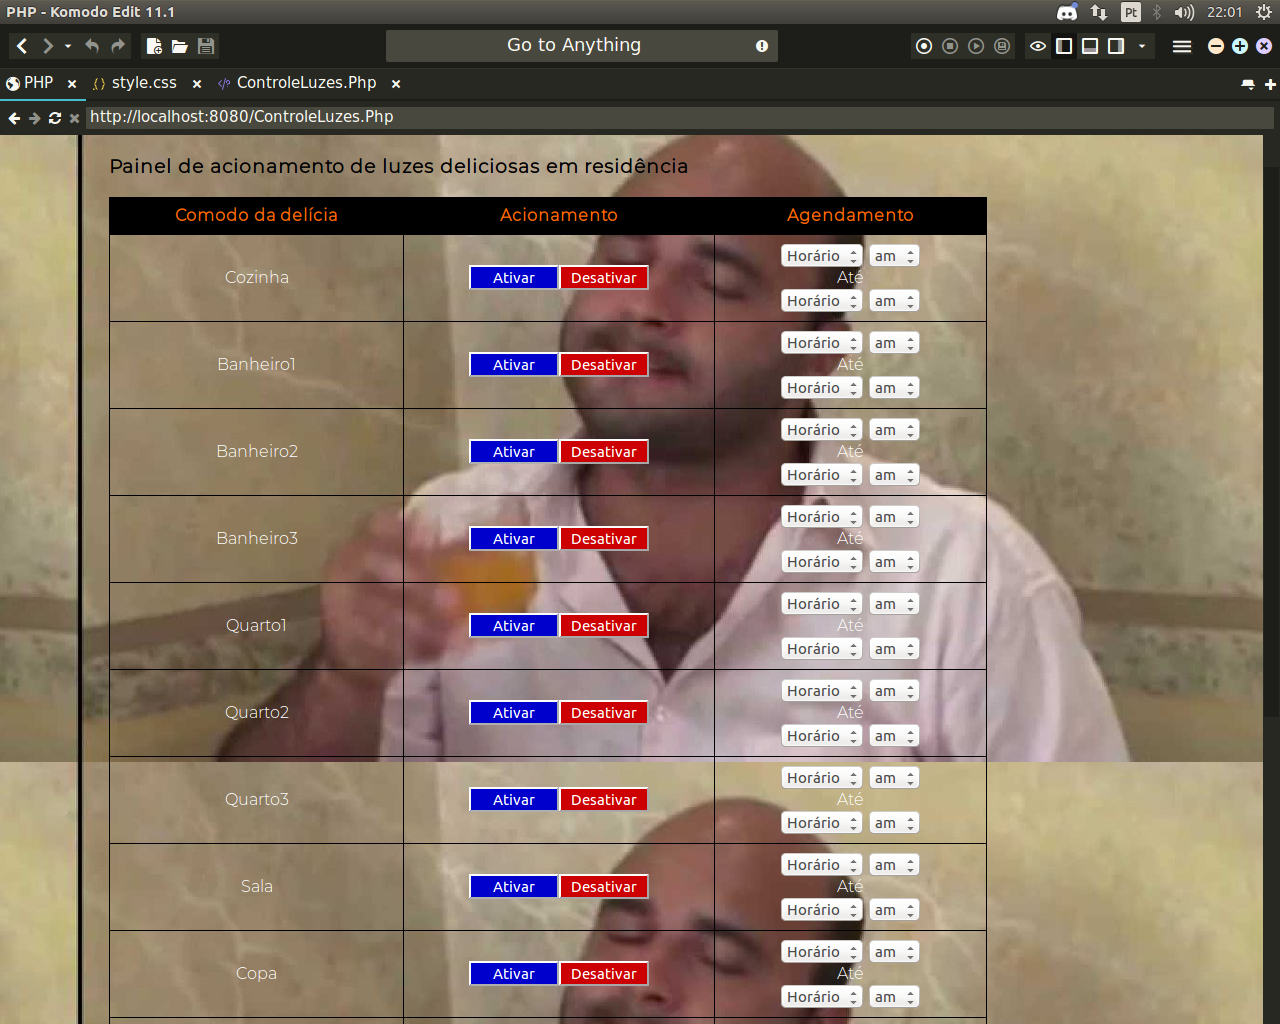 PHP - Komodo Edit 11.1 Pt 22:01
Go to Anything
PHP style.css ControleLuzes.Php
http://localhost:8080/ControleLuzes.Php
Painel de acionamento de luzes deliciosas em residência
Comodo da delícia Acionamento Agendamento
Horário am
Cozinha Ativar Desativar Até
Horário am
Horário am
Banheiro1 Ativar Desativar Até
Horário am
Horário am
Banheiro2 Ativar Desativar Até
Horário am
Horário am
Banheiro3 Ativar Desativar Até
Horário am
Horário am
Quarto1 Ativar Desativar Até
Horário am
Horario am
Quarto2 Ativar Desativar Até
Horário am
Horário am
Quarto3 Ativar Desativar Até
Horário am
Horário am
Sala Ativar Desativar Até
Horário am
Horário am
Copa Ativar Desativar Até
Horário am